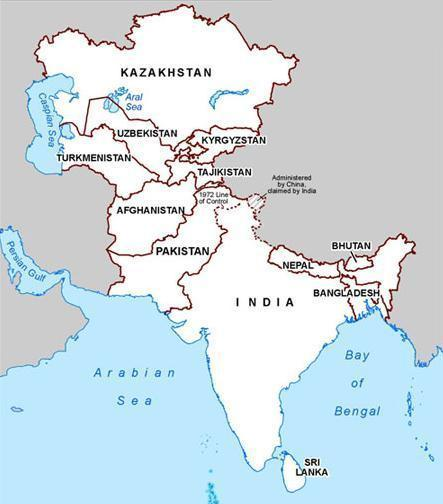 KAZAKHSTAN
Aral
Sea
Caspian Sea
UZBEKISTAN
KYRGYZSTAN
TURKMENISTAN
TAJIKISTAN
Administered
by China,
claimed by India
1972 Line
of Control
AFGHANISTAN
PAKISTAN
BHUTAN
Persian Gulf
NEPAL
BANGLADESH
INDIA
Arabian
Sea
Bay
of
Bengal
SRI
LANKA